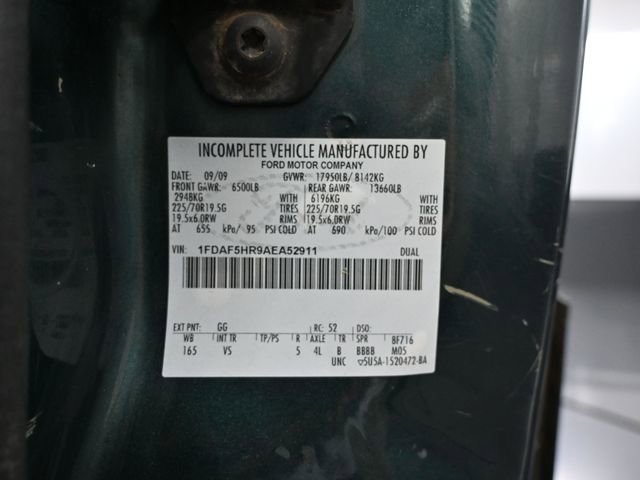 INCOMPLETE VEHICLE MANUFACTURED BY
FORD MOTOR COMPANY
DATE: 09/09 GVWR: 17950LB/ 8142KG
FRONT GAWR: 6500LB REAR GAWR: 13660LB
2948KG WITH 6196KG WITH
225/70R19.5G TIRES 225/70R19.5G TIRES
19.5x6.0RW RIMS 19.5x6.0RW RIMS
AT 655 kPa/ 95 PSI COLD AT 690 kPa/100 PSI COLD
VIN: 1FDAF5HR9AEA52911 DUAL
EXT PNT: GG RC: 52 DSO:
WB INT TR TP/PS R AXLE TR SPR 8F716
165 VS 5 4L B BBBB M05
UNC 5U5A-1520472-BA